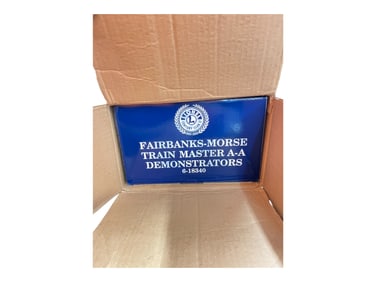 FAIRBANKS-MORSE
TRAIN MASTER A-A
DEMONSTRATORS
6-18340